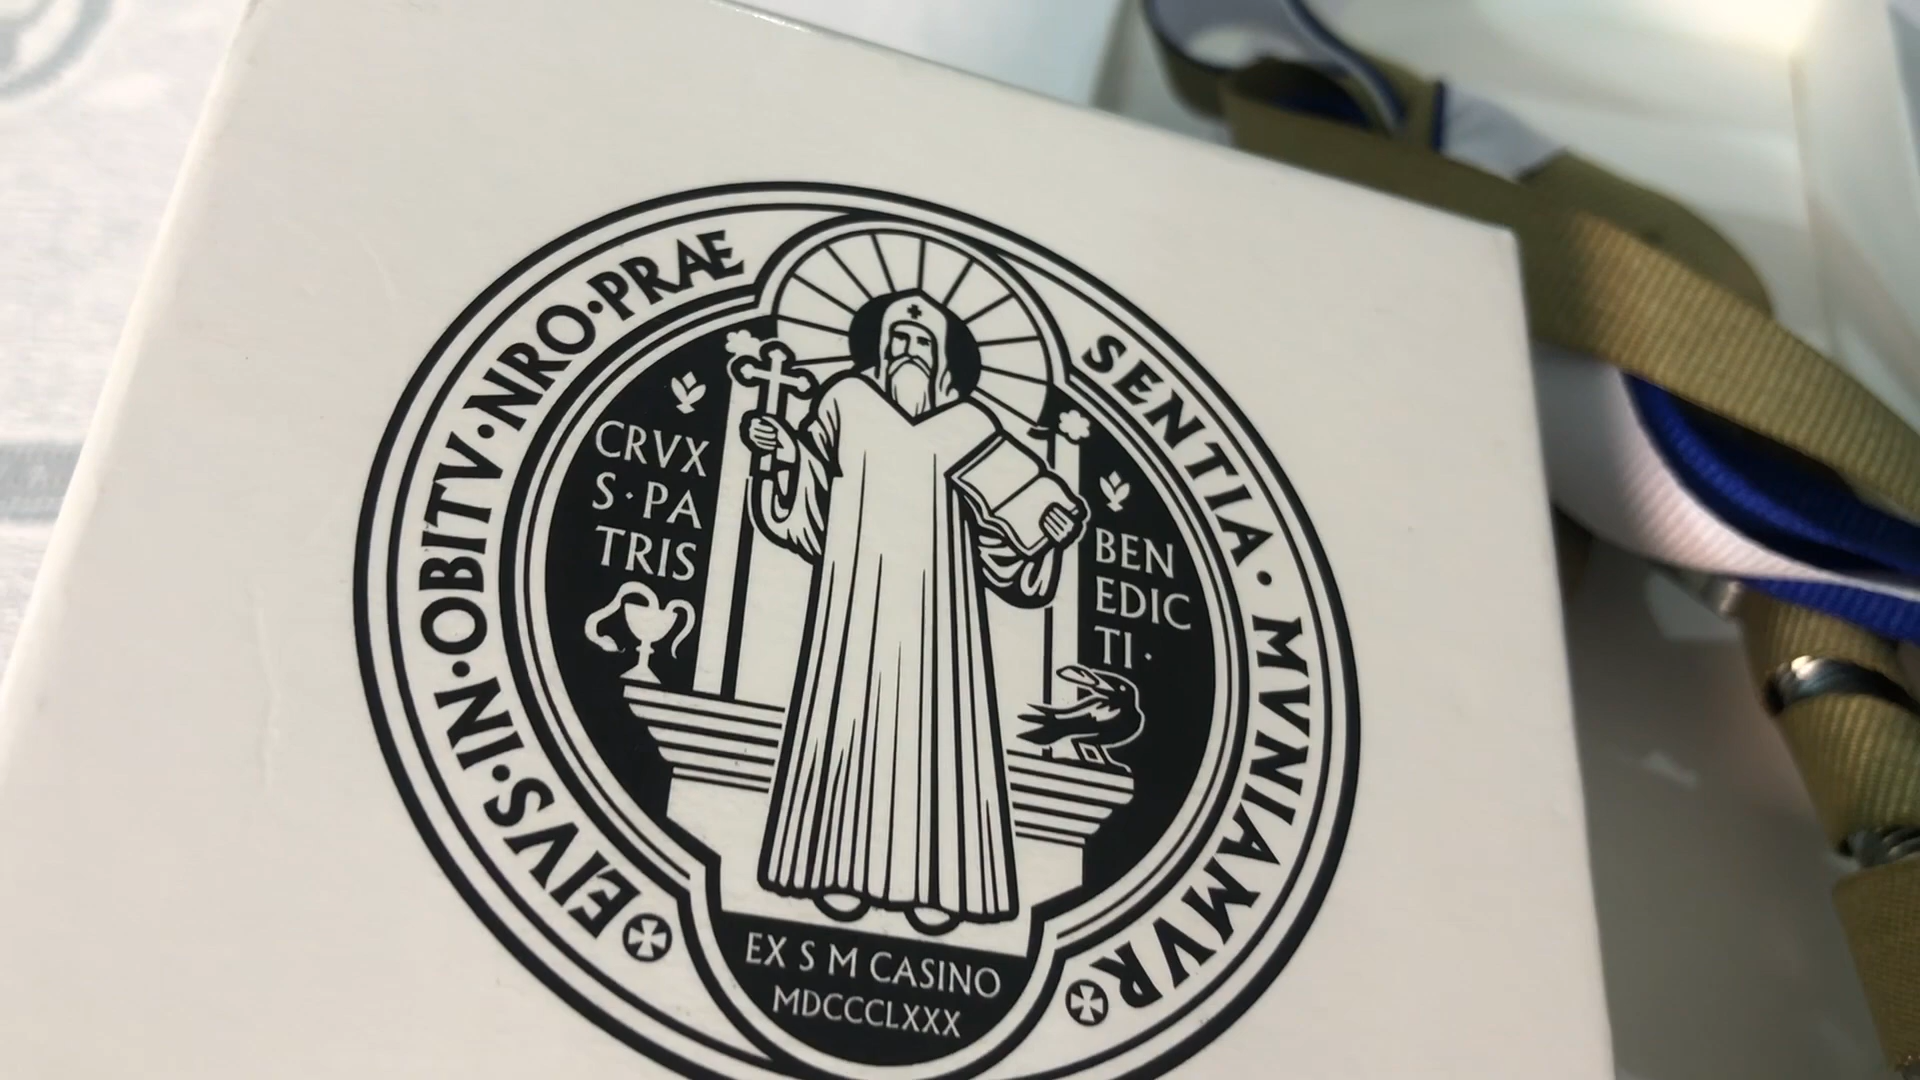 EIVS·IN·OBITV·NRO·PRAE
SENTIA·MVNIAMVR
CRVX
S·PA
TRIS
BEN
EDIC
TI·
EX S M CASINO
MDCCCLXXX